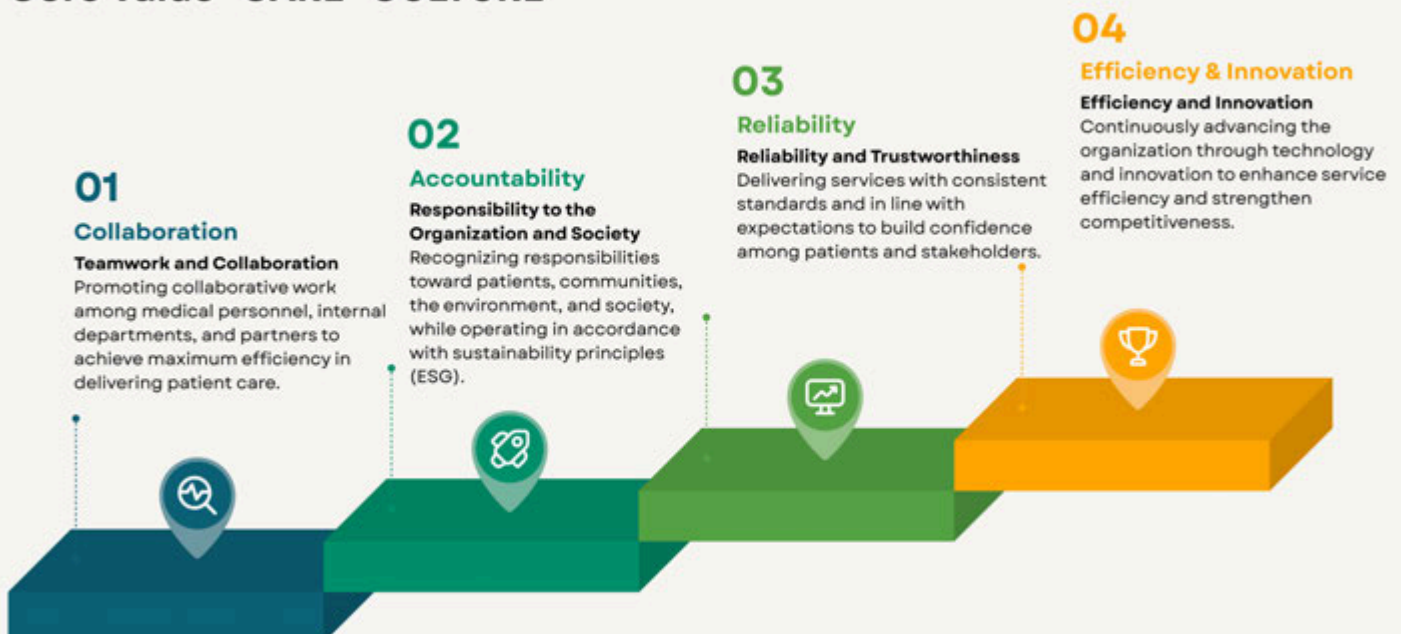 Core Value "CARE" CULTURE
01
Collaboration
Teamwork and Collaboration
Promoting collaborative work
among medical personnel, internal
departments, and partners to
achieve maximum efficiency in
delivering patient care.
02
Accountability
Responsibility to the
Organization and Society
Recognizing responsibilities
toward patients, communities,
the environment, and society,
while operating in accordance
with sustainability principles
(ESG).
03
Reliability
Reliability and Trustworthiness
Delivering services with consistent
standards and in line with
expectations to build confidence
among patients and stakeholders.
04
Efficiency & Innovation
Efficiency and Innovation
Continuously advancing the
organization through technology
and innovation to enhance service
efficiency and strengthen
competitiveness.